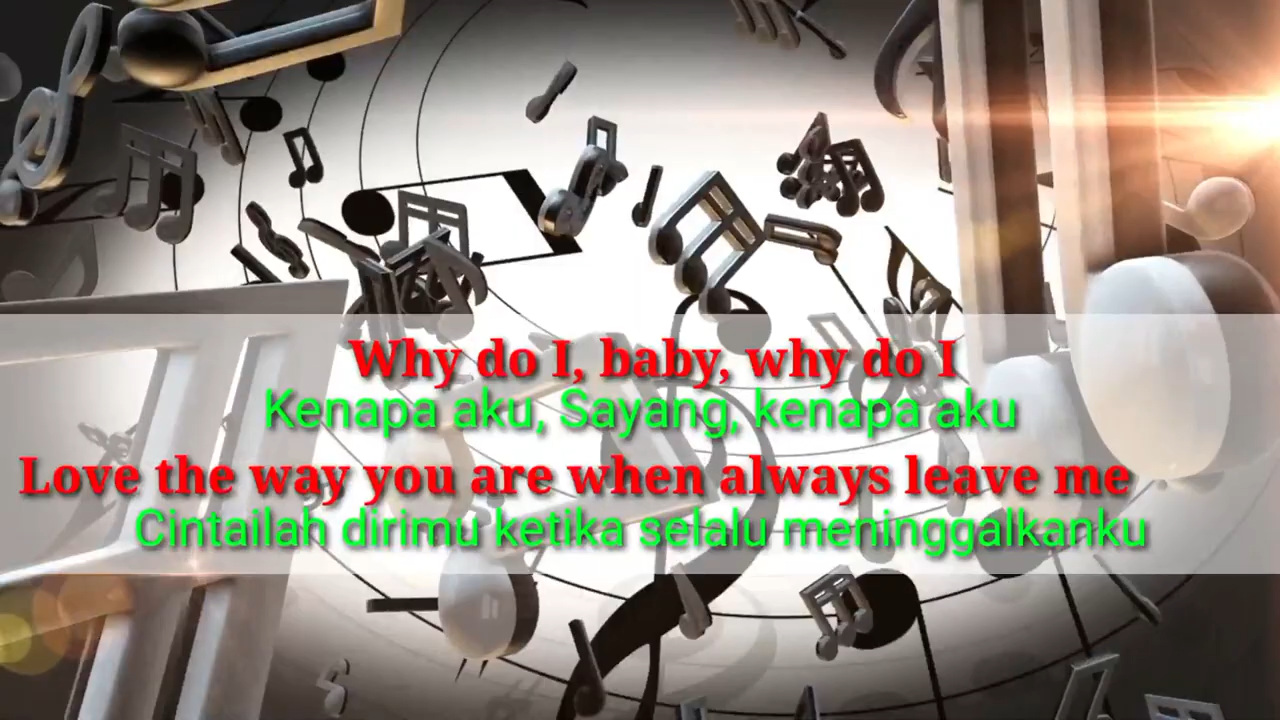 Why do I, baby, why do I
Kenapa aku, Sayang, kenapa aku
Love the way you are when always leave me
Cintailah dirimu ketika selalu meninggalkanku